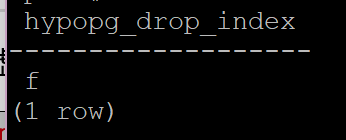 hypopg_drop_index
-------------------
f
(1 row)